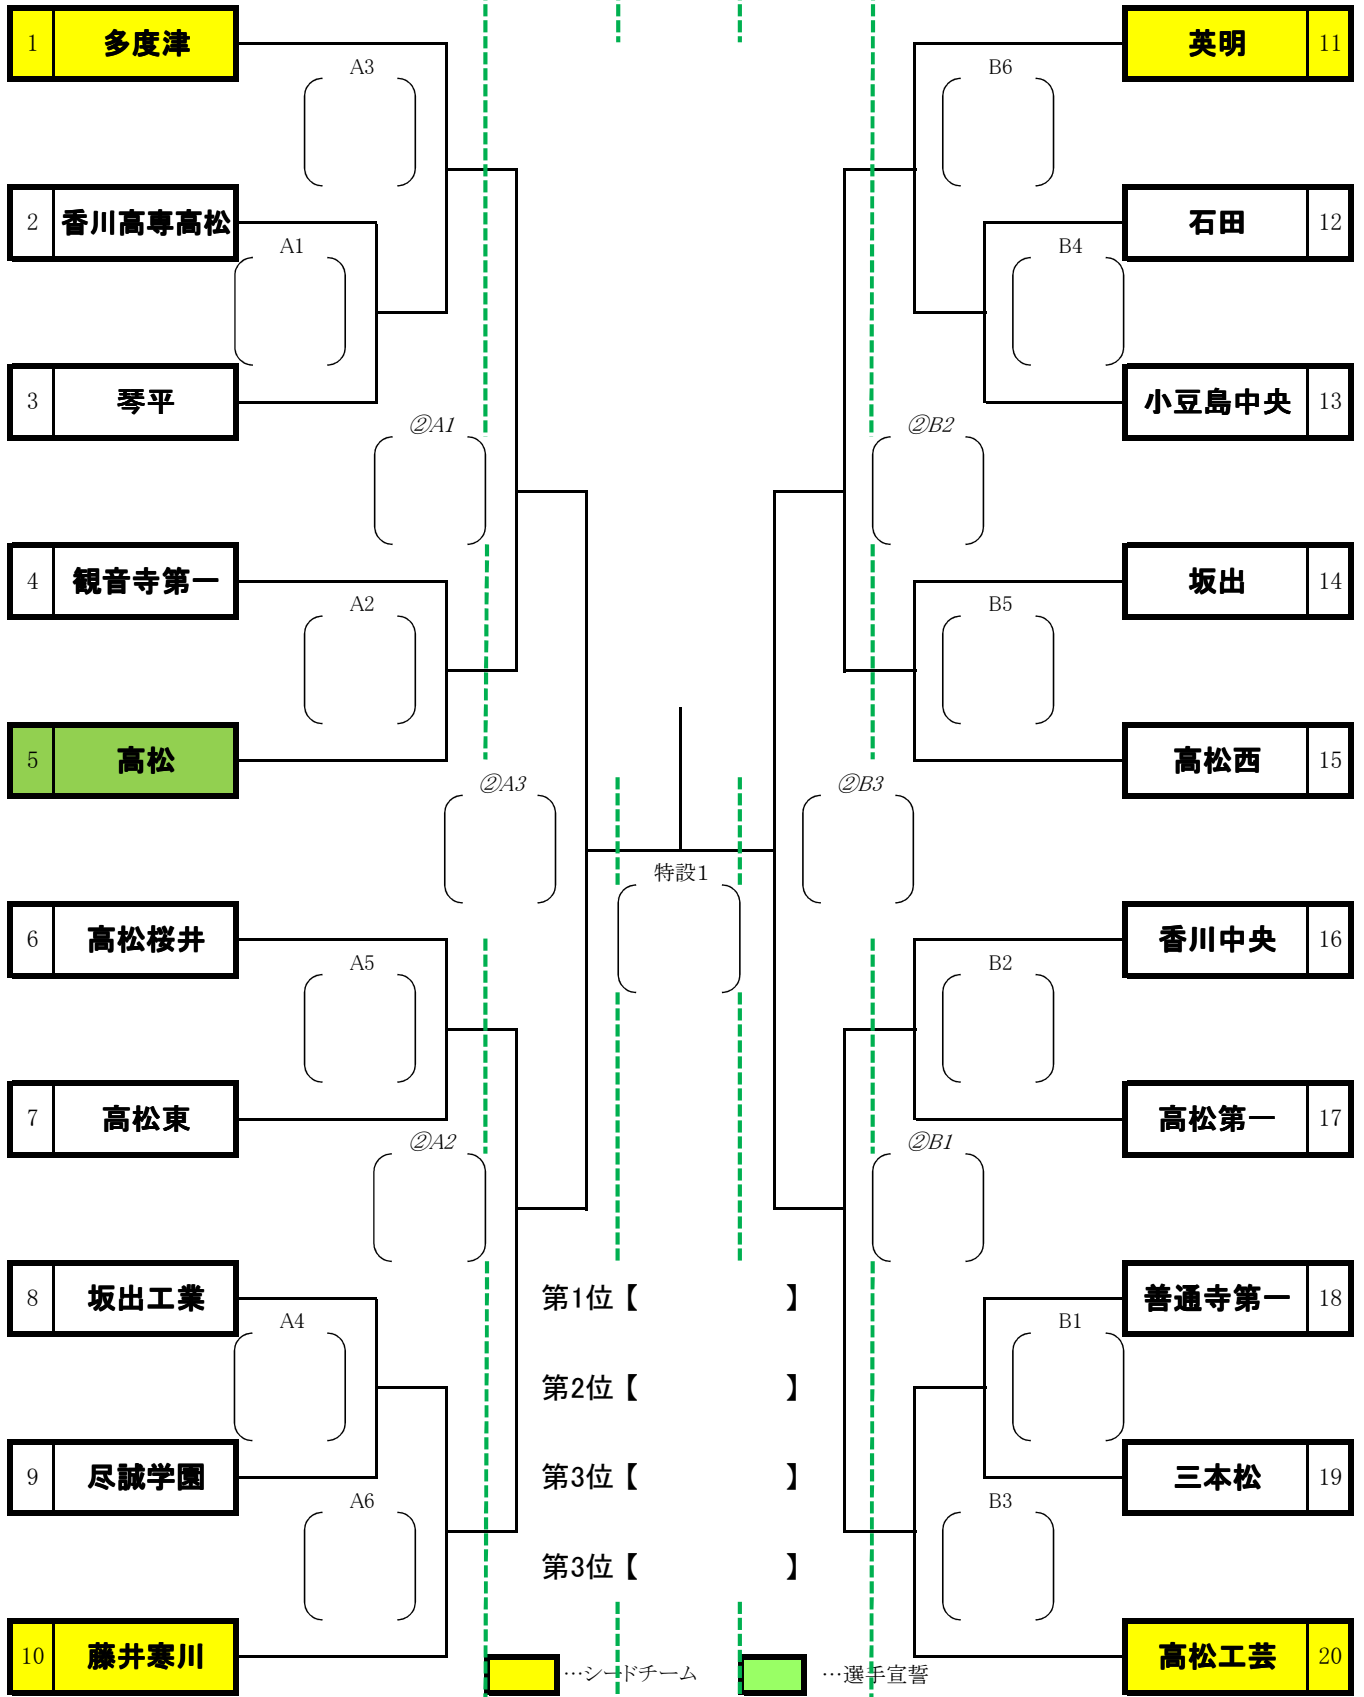 1 多度津
A3
2 香川高専高松
A1
3 琴平
②A1
4 観音寺第一
A2
5 高松
②A3
6 高松桜井
A5
7 高松東
②A2
8 坂出工業
A4
9 尽誠学園
A6
10 藤井寒川
特設1
第1位【 】
第2位【 】
第3位【 】
第3位【 】
英明 11
B6
石田 12
B4
小豆島中央 13
②B2
坂出 14
B5
高松西 15
②B3
香川中央 16
B2
高松第一 17
②B1
善通寺第一 18
B1
三本松 19
B3
高松工芸 20
…シードチーム
…選手宣誓